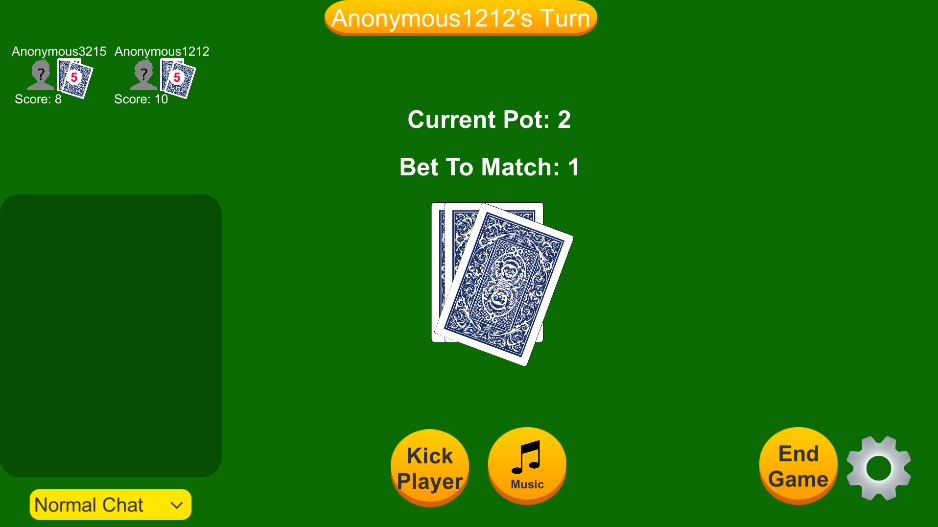 Anonymous1212's Turn
Anonymous3215 Anonymous1212
? 5 ? 5
Score: 8 Score: 10
Current Pot: 2
Bet To Match: 1
Kick
Player
Music
End
Game
Normal Chat